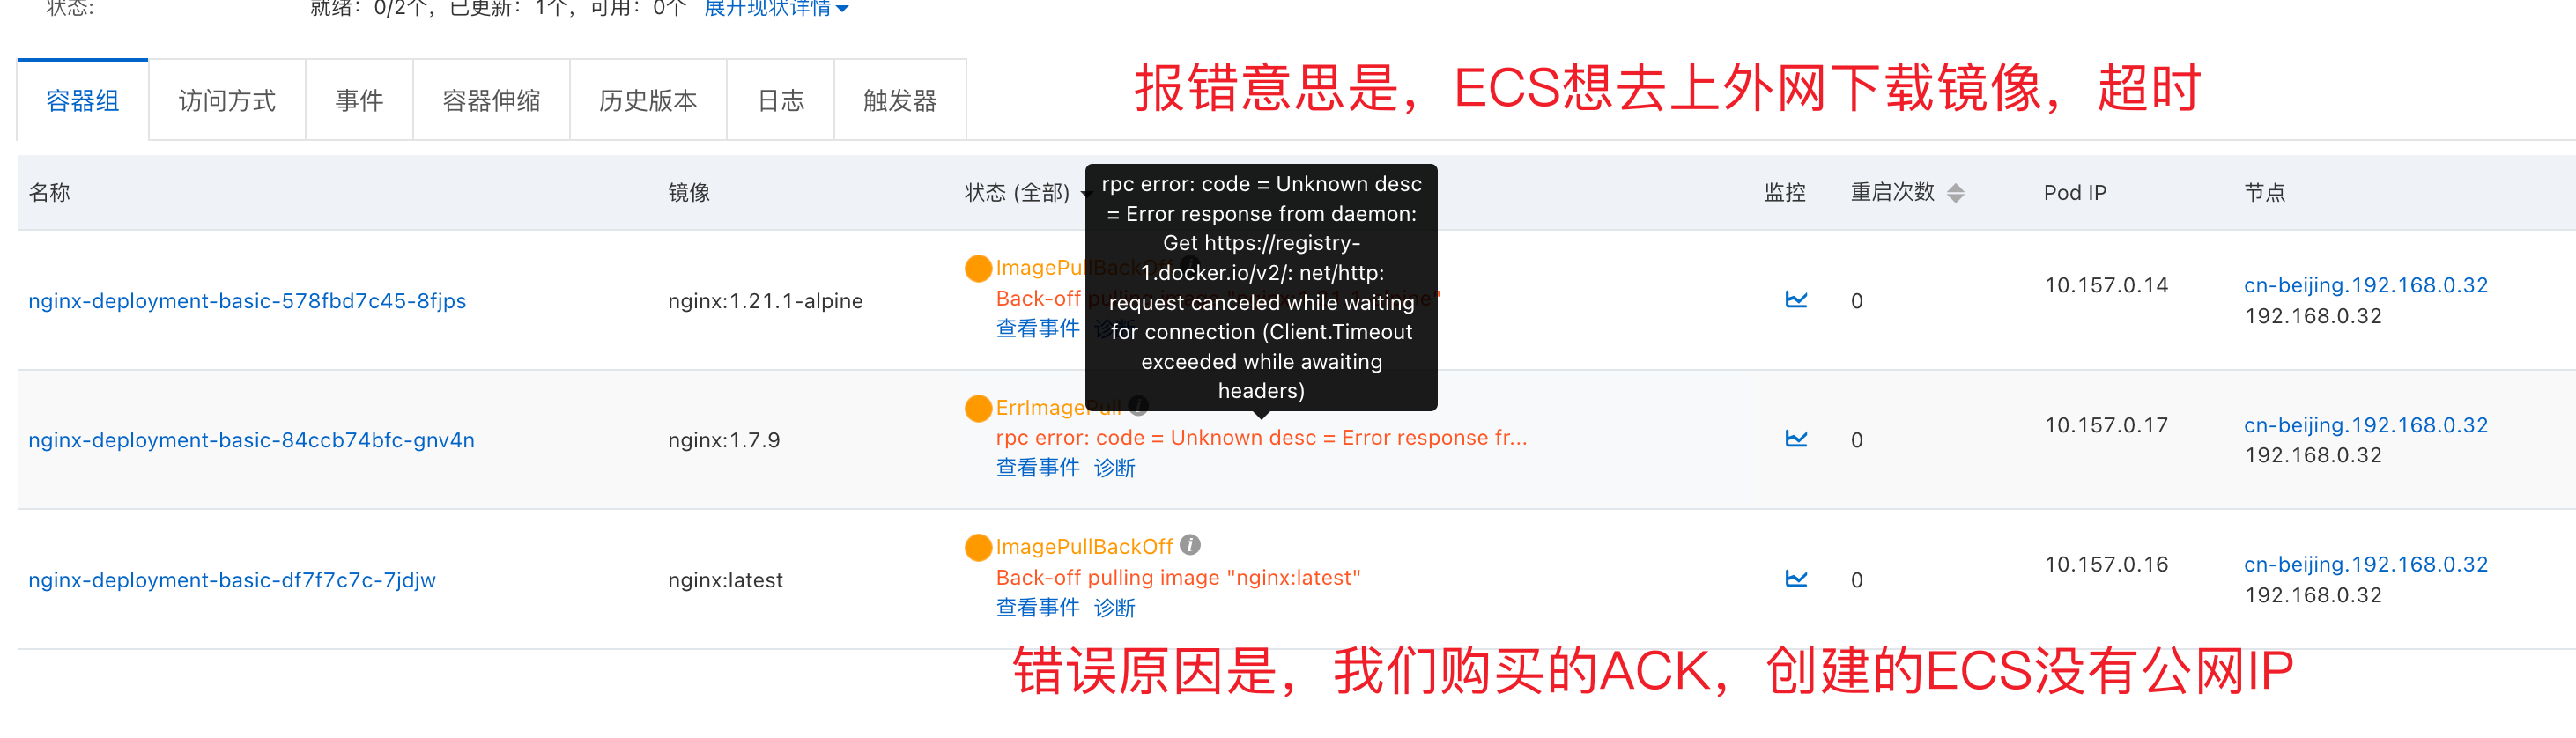 状态: 就绪：0/2个，已更新：1个，可用：0个 展开现状详情
报错意思是，ECS想去上外网下载镜像，超时
容器组 访问方式 事件 容器伸缩 历史版本 日志 触发器
名称 镜像 状态 (全部) 监控 重启次数 Pod IP 节点
rpc error: code = Unknown desc
= Error response from daemon:
Get https://registry-
1.docker.io/v2/: net/http:
request canceled while waiting
for connection (Client.Timeout
exceeded while awaiting
headers)
nginx-deployment-basic-578fbd7c45-8fjps nginx:1.21.1-alpine
ImagePullBackOff
Back-off pulling image "nginx:1.21.1-alpine"
查看事件 诊断
0
10.157.0.14
cn-beijing.192.168.0.32
192.168.0.32
nginx-deployment-basic-84ccb74bfc-gnv4n nginx:1.7.9
ErrImagePull
rpc error: code = Unknown desc = Error response fr...
查看事件 诊断
0
10.157.0.17
cn-beijing.192.168.0.32
192.168.0.32
nginx-deployment-basic-df7f7c7c-7jdjw nginx:latest
ImagePullBackOff
Back-off pulling image "nginx:latest"
查看事件 诊断
0
10.157.0.16
cn-beijing.192.168.0.32
192.168.0.32
错误原因是，我们购买的ACK，创建的ECS没有公网IP